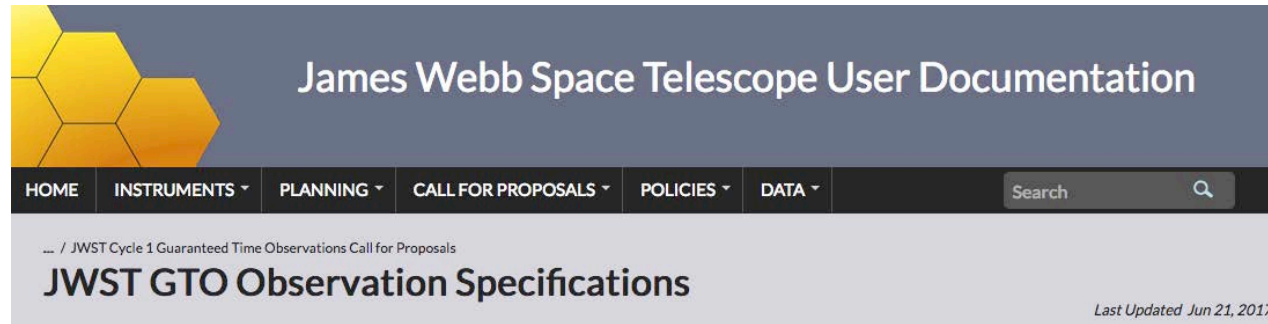 James Webb Space Telescope User Documentation
HOME INSTRUMENTS PLANNING CALL FOR PROPOSALS POLICIES DATA Search
... / JWST Cycle 1 Guaranteed Time Observations Call for Proposals
JWST GTO Observation Specifications
Last Updated Jun 21, 2017